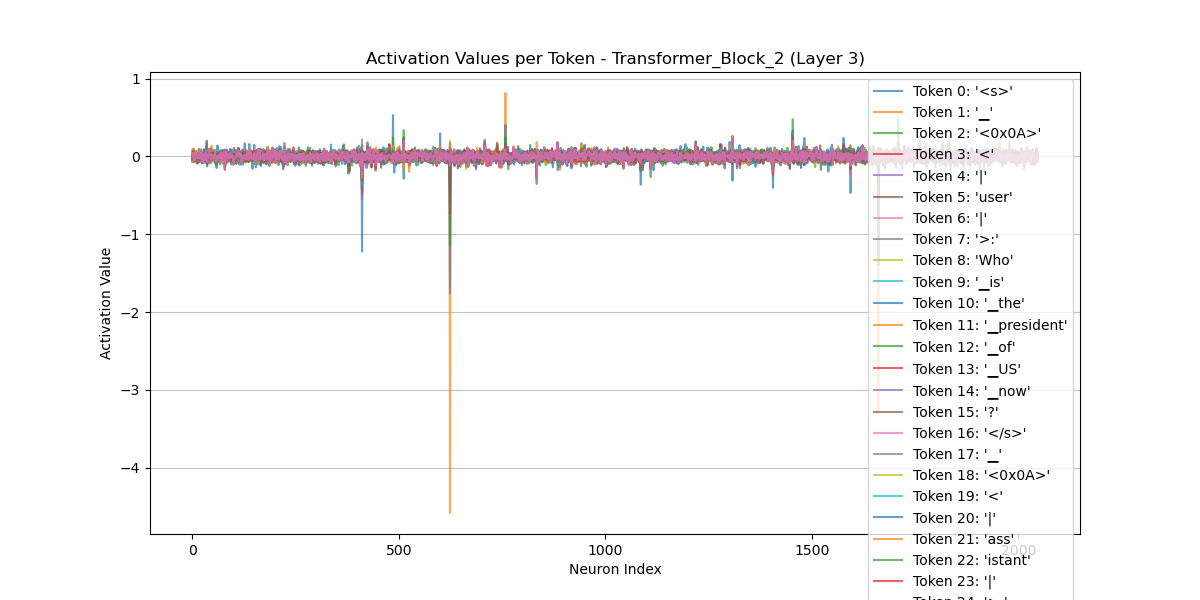 Activation Values per Token - Transformer_Block_2 (Layer 3)
Activation Value
1
0
−1
−2
−3
−4
0
500
1000
1500
2000
Neuron Index
Token 0: '<s>'
Token 1: '▁'
Token 2: '<0x0A>'
Token 3: '<'
Token 4: '|'
Token 5: 'user'
Token 6: '|'
Token 7: '>:'
Token 8: 'Who'
Token 9: '▁is'
Token 10: '▁the'
Token 11: '▁president'
Token 12: '▁of'
Token 13: '▁US'
Token 14: '▁now'
Token 15: '?'
Token 16: '</s>'
Token 17: '▁'
Token 18: '<0x0A>'
Token 19: '<'
Token 20: '|'
Token 21: 'ass'
Token 22: 'istant'
Token 23: '|'